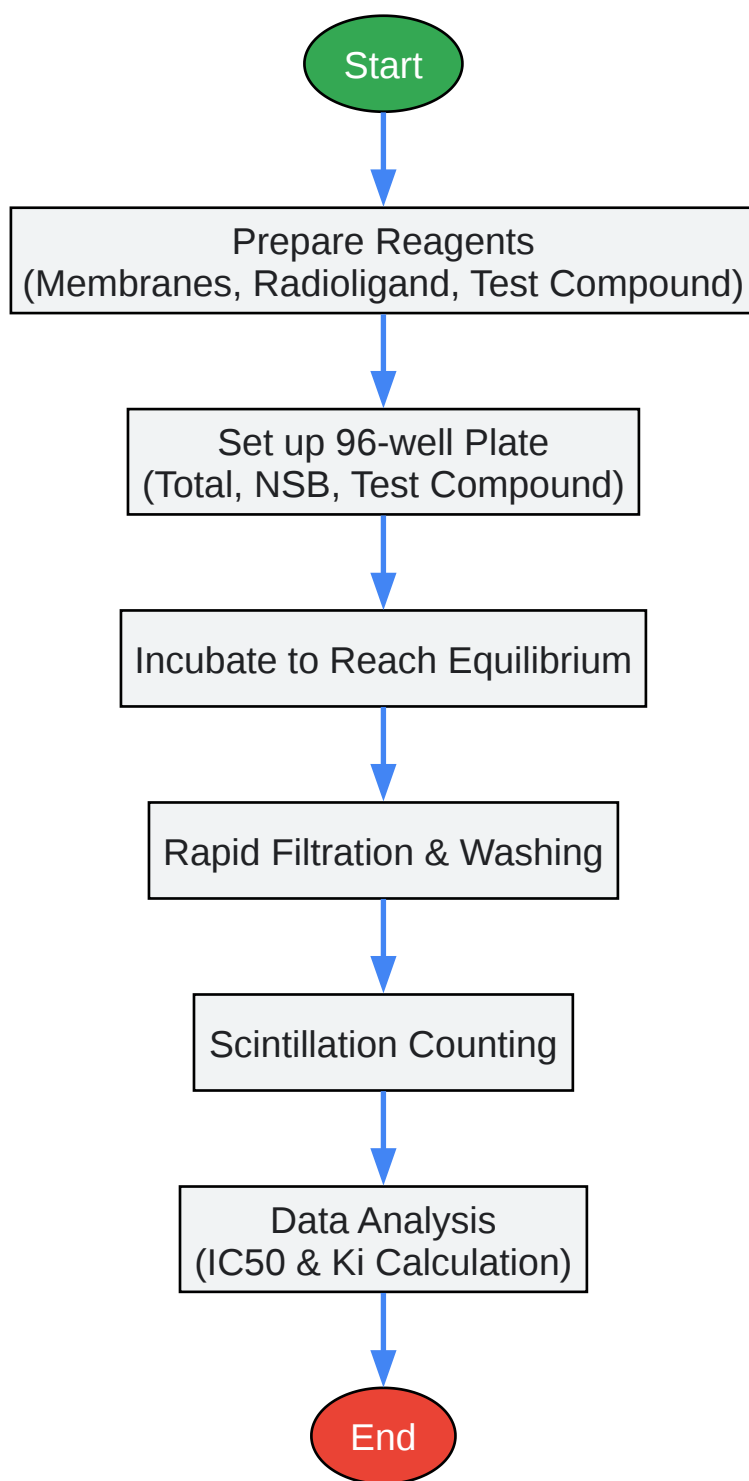 Start
Prepare Reagents
(Membranes, Radioligand, Test Compound)
Set up 96-well Plate
(Total, NSB, Test Compound)
Incubate to Reach Equilibrium
Rapid Filtration & Washing
Scintillation Counting
Data Analysis
(IC50 & Ki Calculation)
End